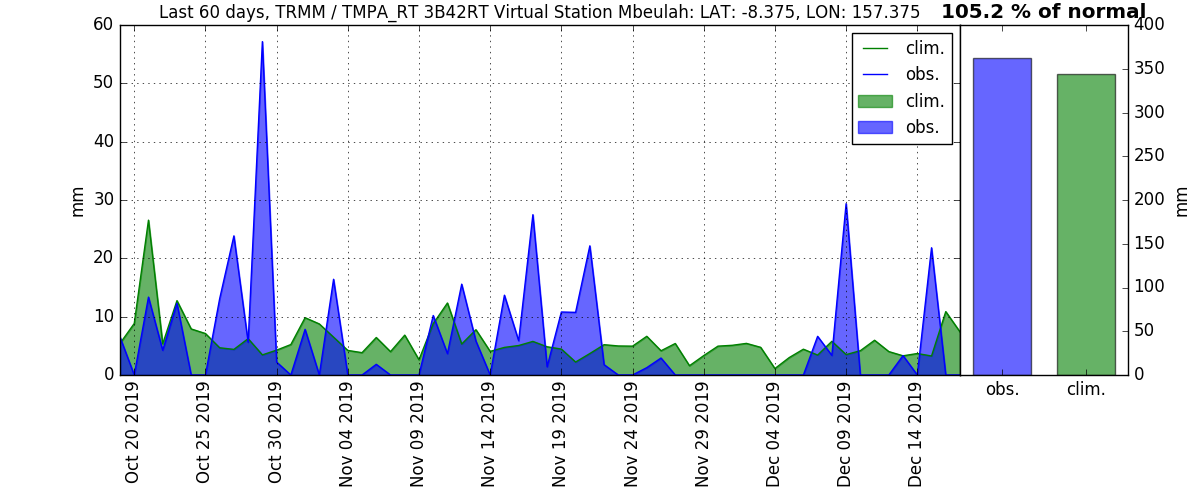 Last 60 days, TRMM / TMPA_RT 3B42RT Virtual Station Mbeulah: LAT: -8.375, LON: 157.375
105.2 % of normal
60
50
40
30
20
10
0
mm
clim.
obs.
clim.
obs.
Oct 20 2019
Oct 25 2019
Oct 30 2019
Nov 04 2019
Nov 09 2019
Nov 14 2019
Nov 19 2019
Nov 24 2019
Nov 29 2019
Dec 04 2019
Dec 09 2019
Dec 14 2019
400
350
300
250
200
150
100
50
0
mm
obs.
clim.